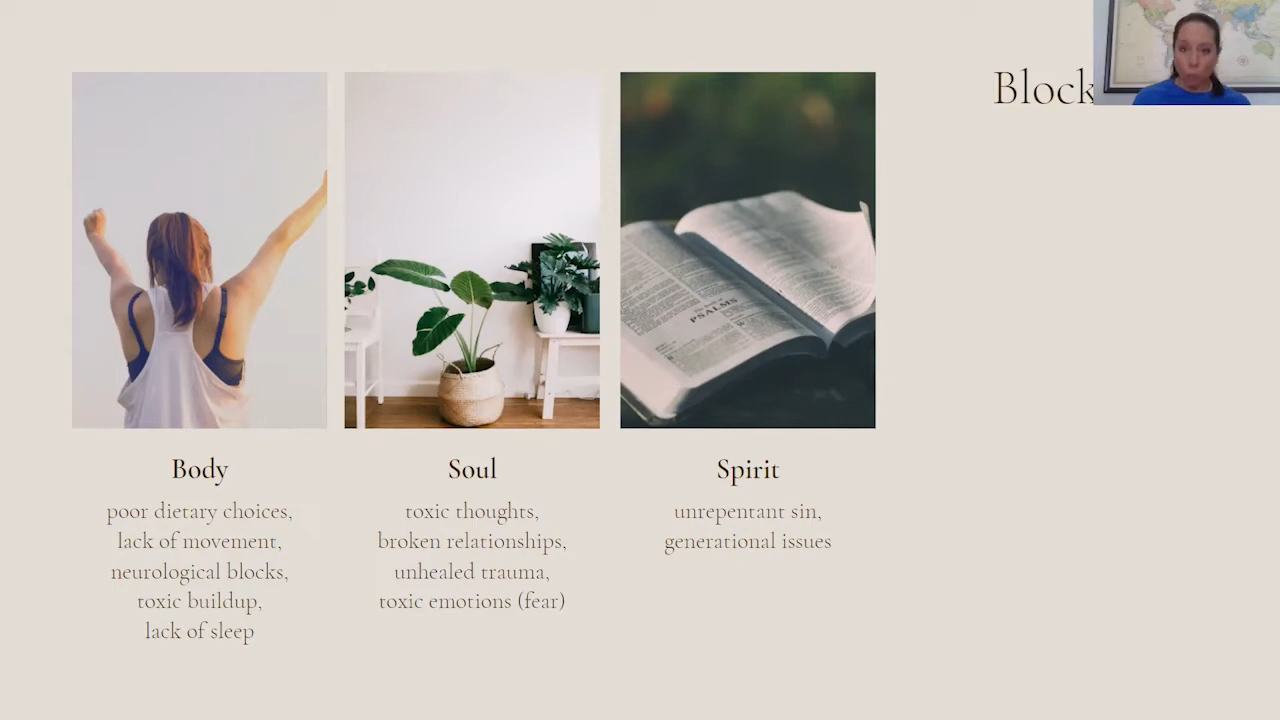 Block
Body
poor dietary choices,
lack of movement,
neurological blocks,
toxic buildup,
lack of sleep
Soul
toxic thoughts,
broken relationships,
unhealed trauma,
toxic emotions (fear)
Spirit
unrepentant sin,
generational issues
PSALMS